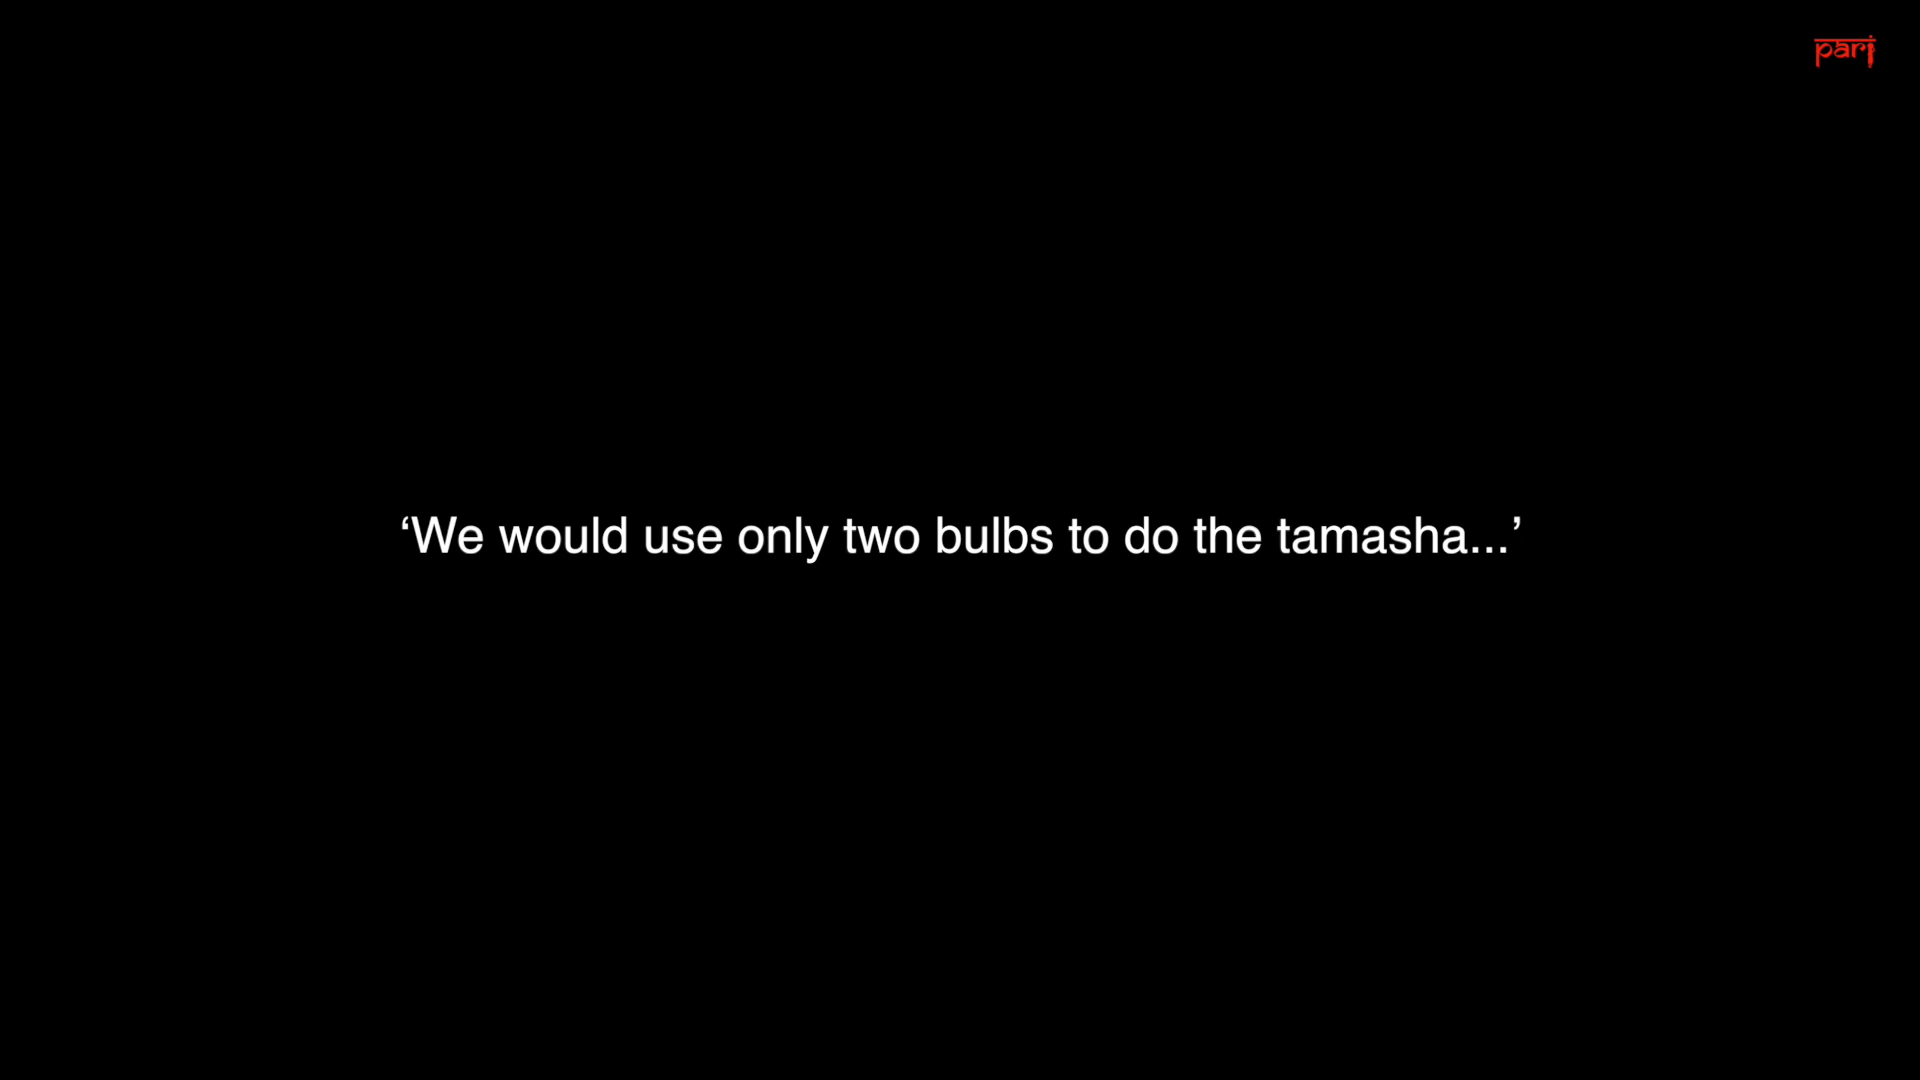 pari
‘We would use only two bulbs to do the tamasha...’